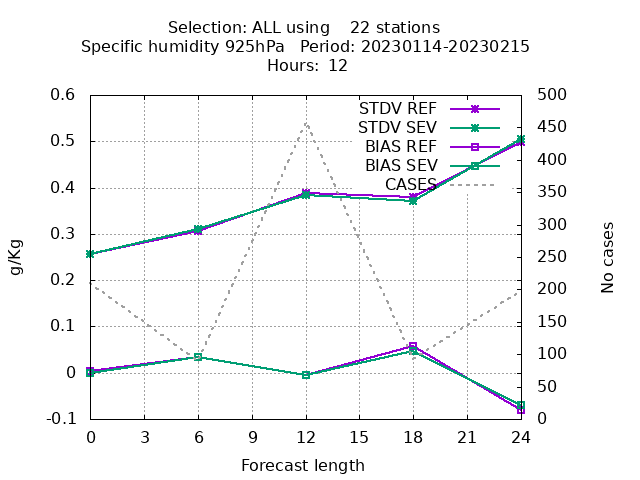 Selection: ALL using    22 stations
Specific humidity 925hPa   Period: 20230114-20230215
Hours:  12
0.6
0.5
0.4
0.3
0.2
0.1
0
-0.1
g/Kg
STDV REF
STDV SEV
BIAS REF
BIAS SEV
CASES
500
450
400
350
300
250
200
150
100
50
0
No cases
0 3 6 9 12 15 18 21 24
Forecast length